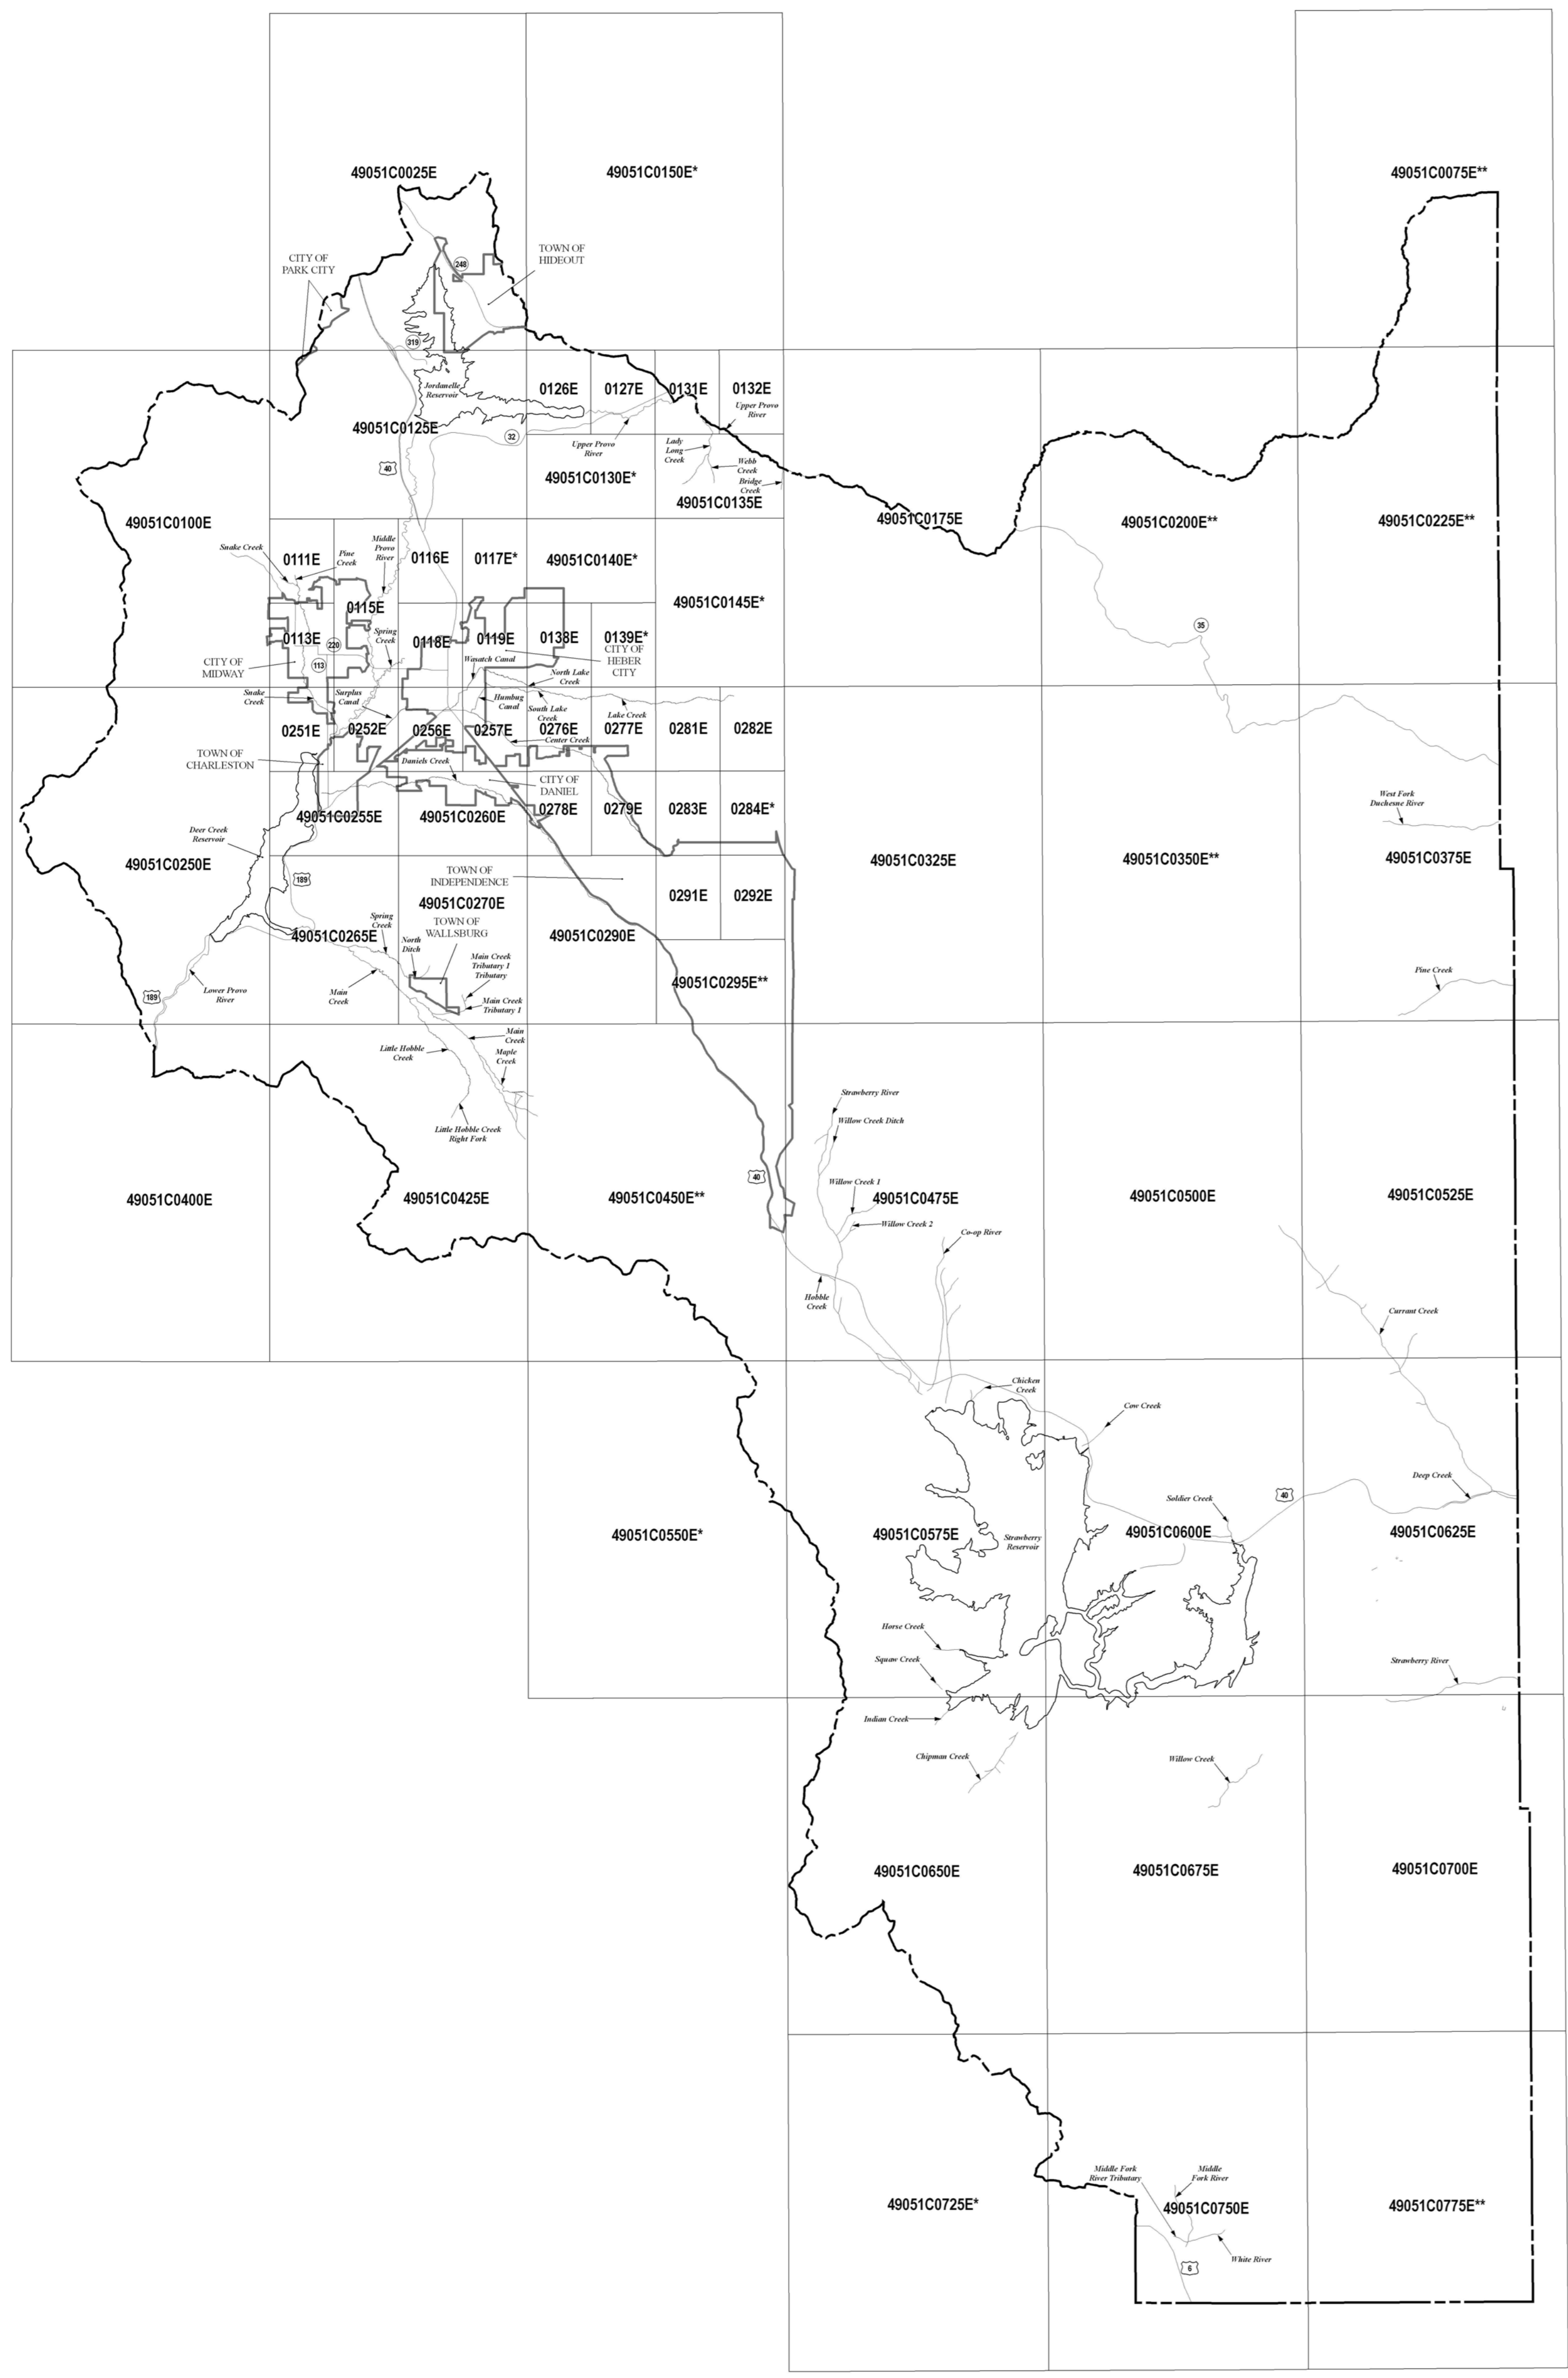 49051C0025E
49051C0150E*
49051C0075E**
CITY OF
PARK CITY
TOWN OF
HIDEOUT
248
319
Jordanelle
Reservoir
0126E
0127E
0131E
0132E
Upper Provo
River
49051C0125E
32
Upper Provo
River
Lady
Long
Creek
Webb
Creek
Bridge
Creek
40
49051C0130E*
49051C0135E
49051C0100E
49051C0175E
49051C0200E**
49051C0225E**
Snake Creek
0111E
Pine
Creek
Middle
Provo
River
0116E
0117E*
49051C0140E*
0115E
49051C0145E*
35
0113E
220
Spring
Creek
0118E
0119E
0138E
0139E*
CITY OF
HEBER
CITY
CITY OF
MIDWAY
113
Wasatch Canal
North Lake
Creek
Snake
Creek
Surplus
Canal
Humbug
Canal
South Lake
Creek
Lake Creek
0251E
0252E
0256E
0257E
0276E
0277E
0281E
0282E
Center Creek
TOWN OF
CHARLESTON
Daniels Creek
CITY OF
DANIEL
49051C0255E
49051C0260E
0278E
0279E
0283E
0284E*
West Fork
Duchesne River
Deer Creek
Reservoir
49051C0250E
49051C0325E
49051C0350E**
49051C0375E
189
TOWN OF
INDEPENDENCE
49051C0270E
0291E
0292E
Spring
Creek
TOWN OF
WALLSBURG
49051C0265E
North
Ditch
49051C0290E
Main Creek
Tributary 1
Tributary
49051C0295E**
Pine Creek
Lower Provo
River
189
Main
Creek
Main Creek
Tributary 1
Main
Creek
Little Hobble
Creek
Maple
Creek
Strawberry River
Willow Creek Ditch
Little Hobble Creek
Right Fork
40
Willow Creek 1
49051C0400E
49051C0425E
49051C0450E**
49051C0475E
49051C0500E
49051C0525E
Willow Creek 2
Co-op River
Hobble
Creek
Currant Creek
Chicken
Creek
Cow Creek
Deep Creek
40
Soldier Creek
49051C0550E*
49051C0575E
Strawberry
Reservoir
49051C0600E
49051C0625E
Horse Creek
Squaw Creek
Strawberry River
Indian Creek
Chipman Creek
Willow Creek
49051C0650E
49051C0675E
49051C0700E
Middle Fork
River Tributary
Middle
Fork River
49051C0725E*
49051C0750E
49051C0775E**
White River
6